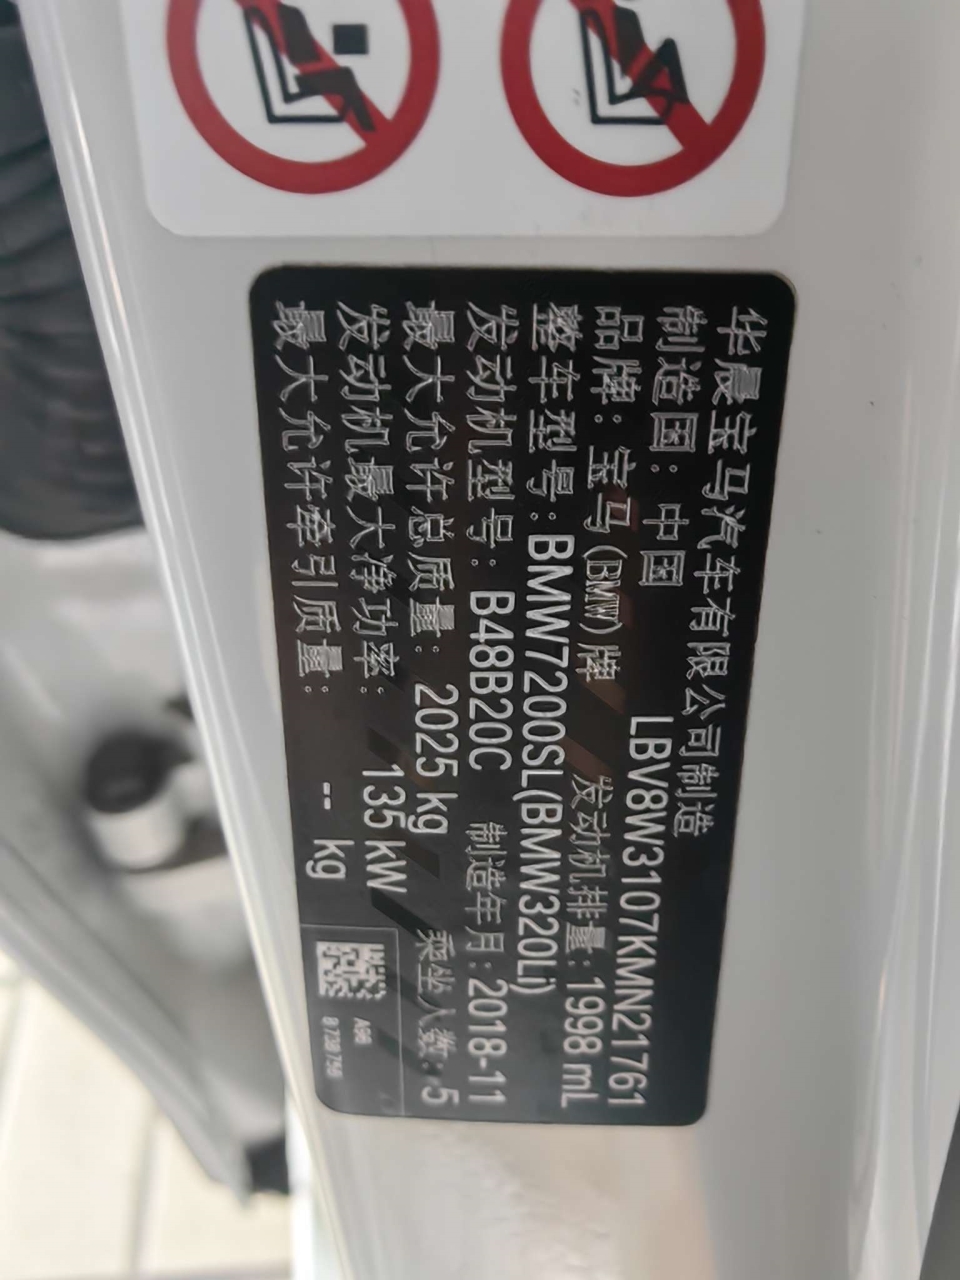 华晨宝马汽车有限公司制造
制造国：中国 LBV8W3107KMN21761
品牌：宝马(BMW)牌 发动机排量：1998 mL
整车型号：BMW7200SL(BMW320Li)
发动机型号：B48B20C 制造年月：2018-11
最大允许总质量：2025 kg 乘坐人数：5
发动机最大净功率：135 kW
最大允许牵引质量：-- kg
A96